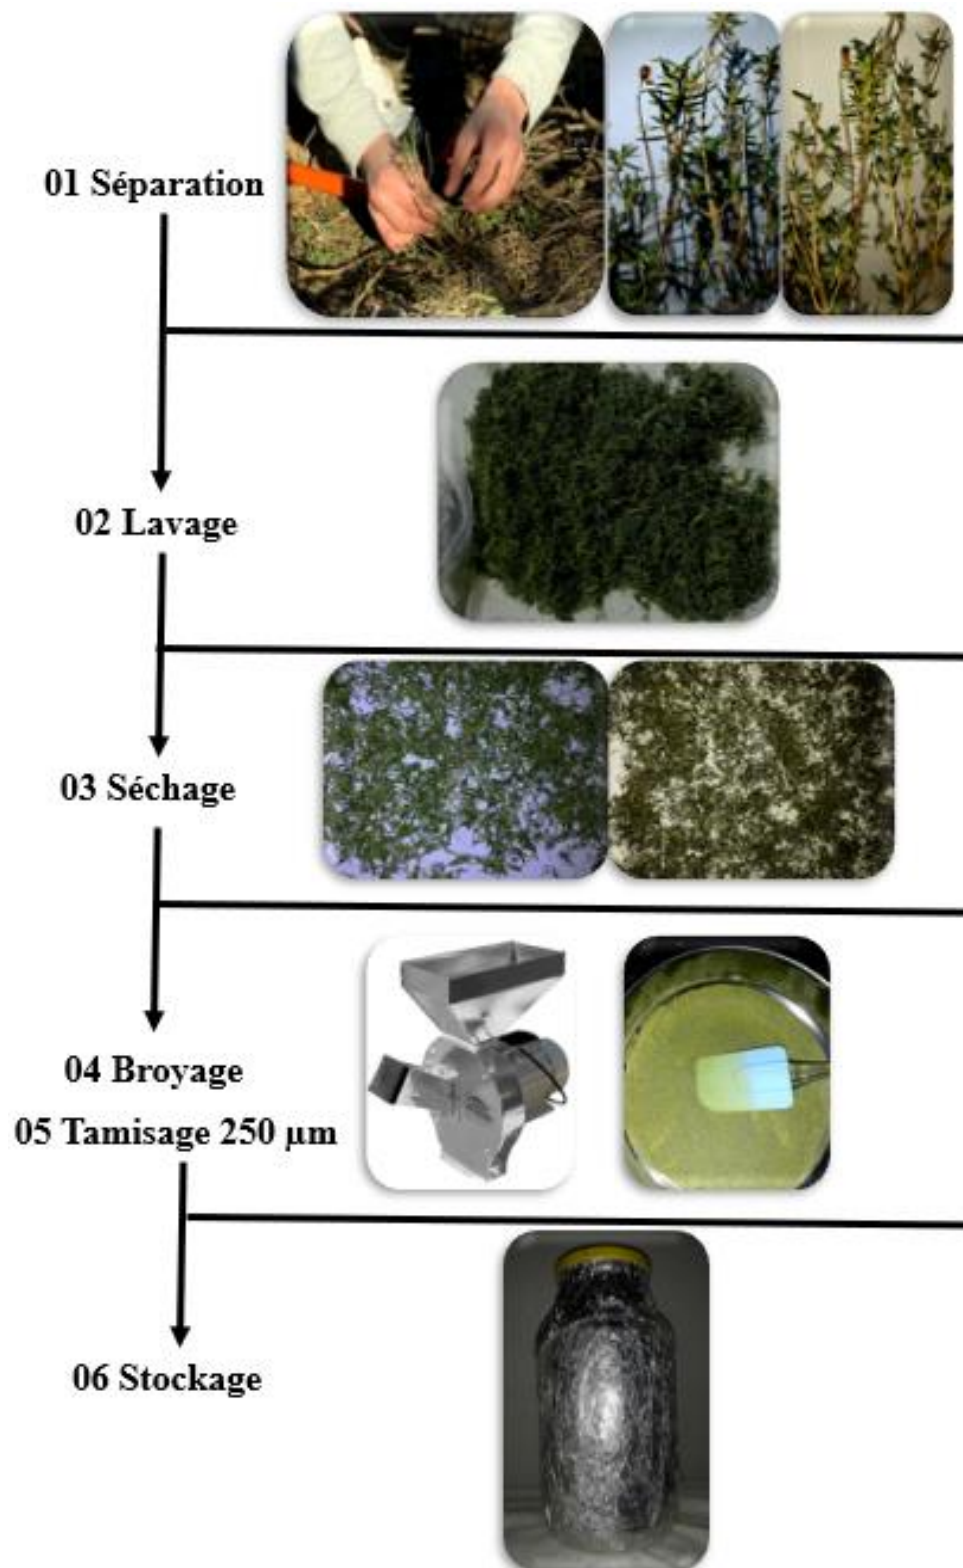 01 Séparation
02 Lavage
03 Séchage
04 Broyage
05 Tamisage 250 µm
06 Stockage